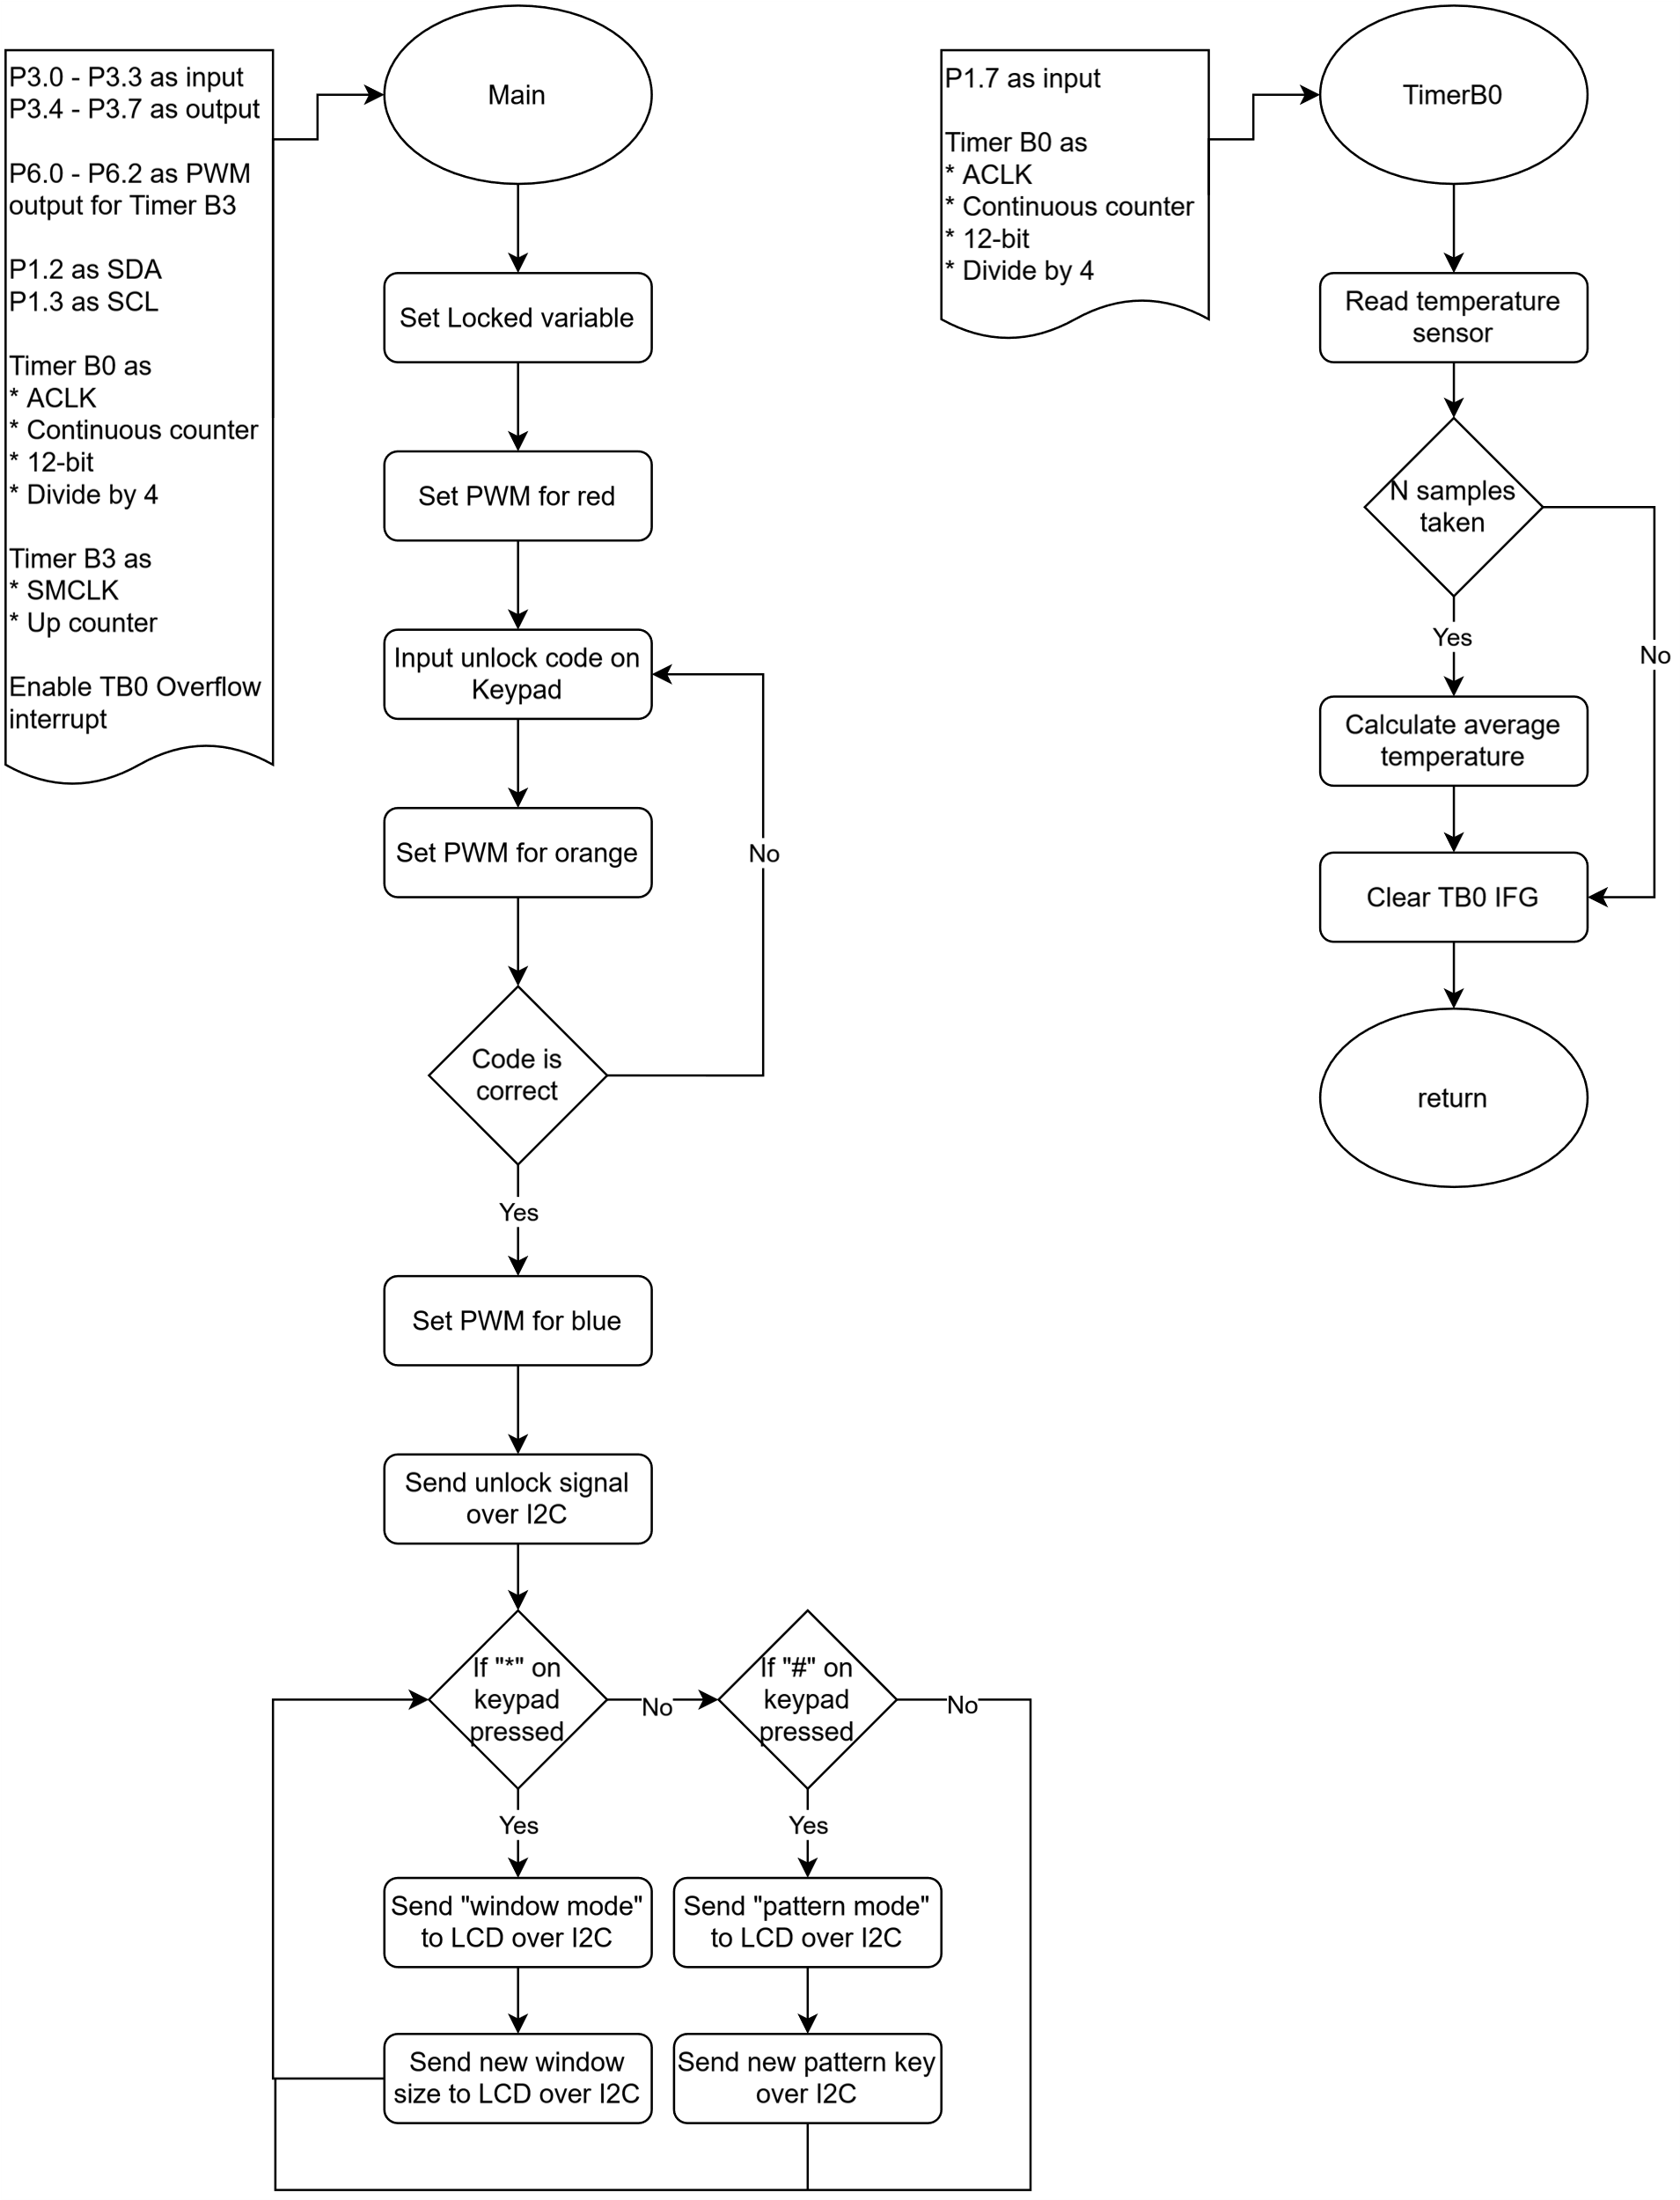 P3.0 - P3.3 as input
P3.4 - P3.7 as output
P6.0 - P6.2 as PWM
output for Timer B3
P1.2 as SDA
P1.3 as SCL
Timer B0 as
* ACLK
* Continuous counter
* 12-bit
* Divide by 4
Timer B3 as
* SMCLK
* Up counter
Enable TB0 Overflow
interrupt
Main
Set Locked variable
Set PWM for red
Input unlock code on
Keypad
Set PWM for orange
No
Code is
correct
Yes
Set PWM for blue
Send unlock signal
over I2C
If "*" on
keypad
pressed
No
If "#" on
keypad
pressed
No
Yes
Yes
Send "window mode"
to LCD over I2C
Send "pattern mode"
to LCD over I2C
Send new window
size to LCD over I2C
Send new pattern key
over I2C
P1.7 as input
Timer B0 as
* ACLK
* Continuous counter
* 12-bit
* Divide by 4
TimerB0
Read temperature
sensor
N samples
taken
Yes
No
Calculate average
temperature
Clear TB0 IFG
return